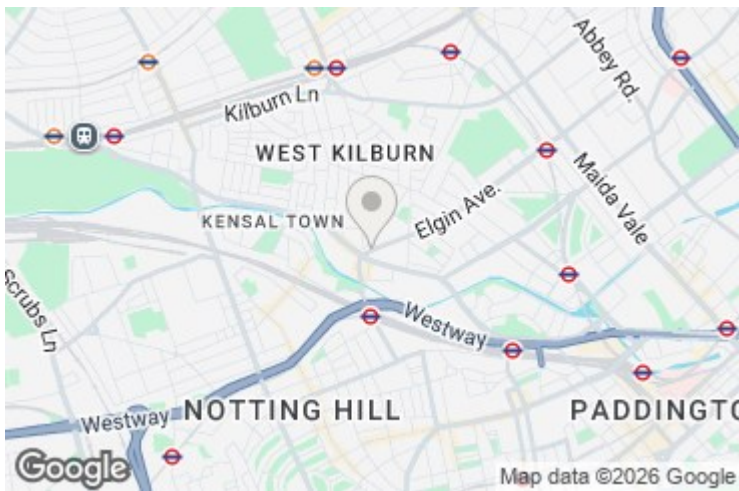 Abbey Rd.
Kilburn Ln
WEST KILBURN
Maida Vale
KENSAL TOWN
Elgin Ave.
Scrubs Ln
Westway
Westway
NOTTING HILL
PADDINGTO
Google
Map data ©2026 Google